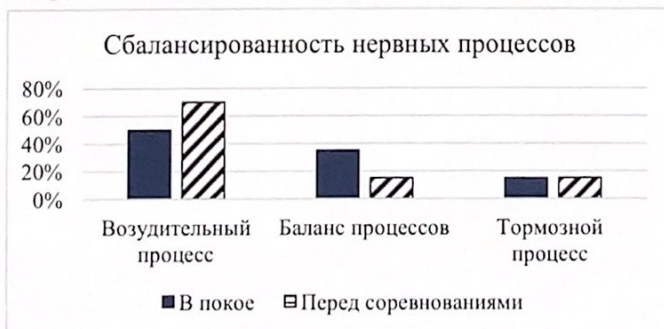 Сбалансированность нервных процессов
80%
60%
40%
20%
0%
Возудительный процесс
Баланс процессов
Тормозной процесс
В покое
Перед соревнованиями